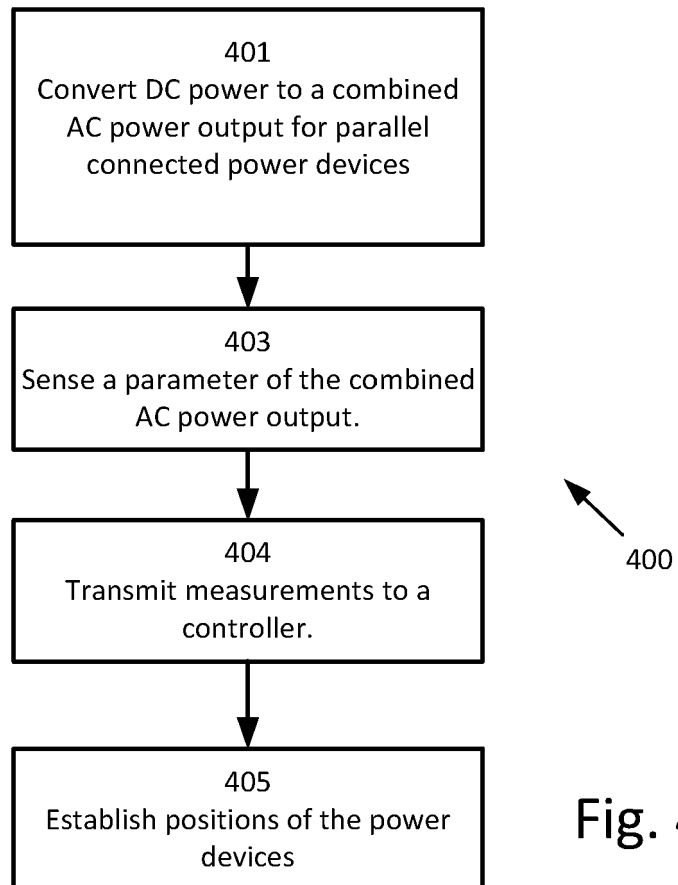 401
Convert DC power to a combined
AC power output for parallel
connected power devices
403
Sense a parameter of the combined
AC power output.
404
Transmit measurements to a
controller.
400
405
Establish positions of the power
devices
Fig.